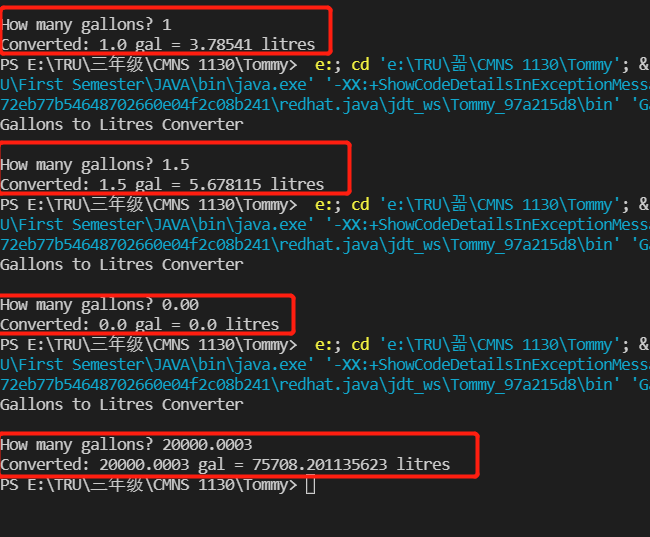 How many gallons? 1
Converted: 1.0 gal = 3.78541 litres
PS E:\TRU\三年级\CMNS 1130\Tommy>  e:; cd 'e:\TRU\꼶\CMNS 1130\Tommy'; &
U\First Semester\JAVA\bin\java.exe' '-XX:+ShowCodeDetailsInExceptionMessa
72eb77b54648702660e04f2c08b241\redhat.java\jdt_ws\Tommy_97a215d8\bin' 'Ga
Gallons to Litres Converter
How many gallons? 1.5
Converted: 1.5 gal = 5.678115 litres
PS E:\TRU\三年级\CMNS 1130\Tommy>  e:; cd 'e:\TRU\꼶\CMNS 1130\Tommy'; &
U\First Semester\JAVA\bin\java.exe' '-XX:+ShowCodeDetailsInExceptionMessa
72eb77b54648702660e04f2c08b241\redhat.java\jdt_ws\Tommy_97a215d8\bin' 'Ga
Gallons to Litres Converter
How many gallons? 0.00
Converted: 0.0 gal = 0.0 litres
PS E:\TRU\三年级\CMNS 1130\Tommy>  e:; cd 'e:\TRU\꼶\CMNS 1130\Tommy'; &
U\First Semester\JAVA\bin\java.exe' '-XX:+ShowCodeDetailsInExceptionMessa
72eb77b54648702660e04f2c08b241\redhat.java\jdt_ws\Tommy_97a215d8\bin' 'Ga
Gallons to Litres Converter
How many gallons? 20000.0003
Converted: 20000.0003 gal = 75708.201135623 litres
PS E:\TRU\三年级\CMNS 1130\Tommy>